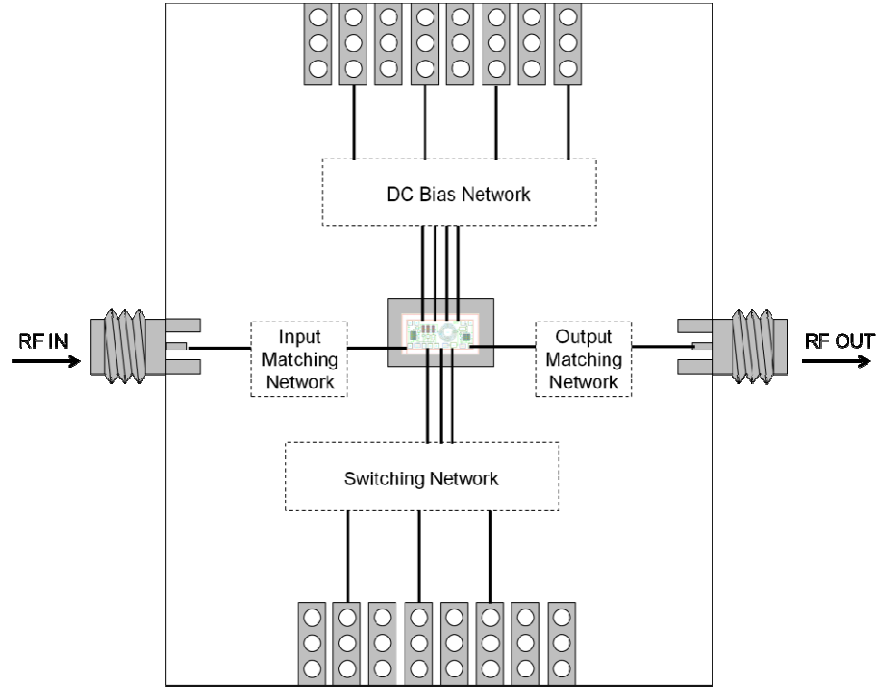 DC Bias Network
RF IN
Input
Matching
Network
Output
Matching
Network
RF OUT
Switching Network